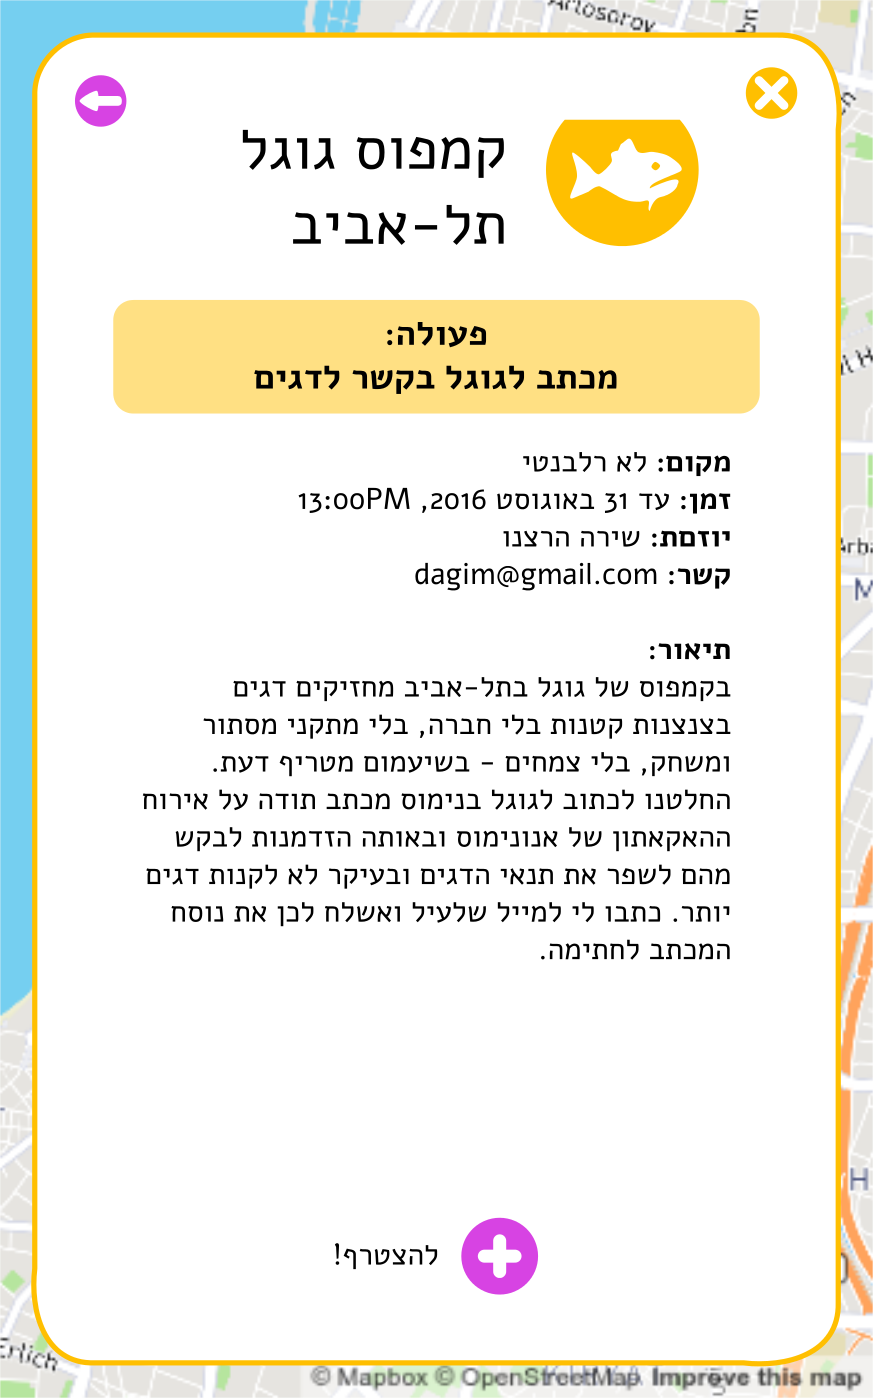 Arlosorov
קמפוס גוגל
תל-אביב
פעולה:
מכתב לגוגל בקשר לדגים
מקום: לא רלבנטי
זמן: עד 31 באוגוסט 2016, 13:00PM
יוזםת: שירה הרצנו
קשר: dagim@gmail.com
תיאור:
בקמפוס של גוגל בתל-אביב מחזיקים דגים
בצנצנות קטנות בלי חברה, בלי מתקני מסתור
ומשחק, בלי צמחים - בשיעמום מטריף דעת.
החלטנו לכתוב לגוגל בנימוס מכתב תודה על אירוח
ההאקאתון של אנונימוס ובאותה הזדמנות לבקש
מהם לשפר את תנאי הדגים ובעיקר לא לקנות דגים
יותר. כתבו לי למייל שלעיל ואשלח לכן את נוסח
המכתב לחתימה.
להצטרף!
Erlich
© Mapbox © OpenStreetMap Improve this map